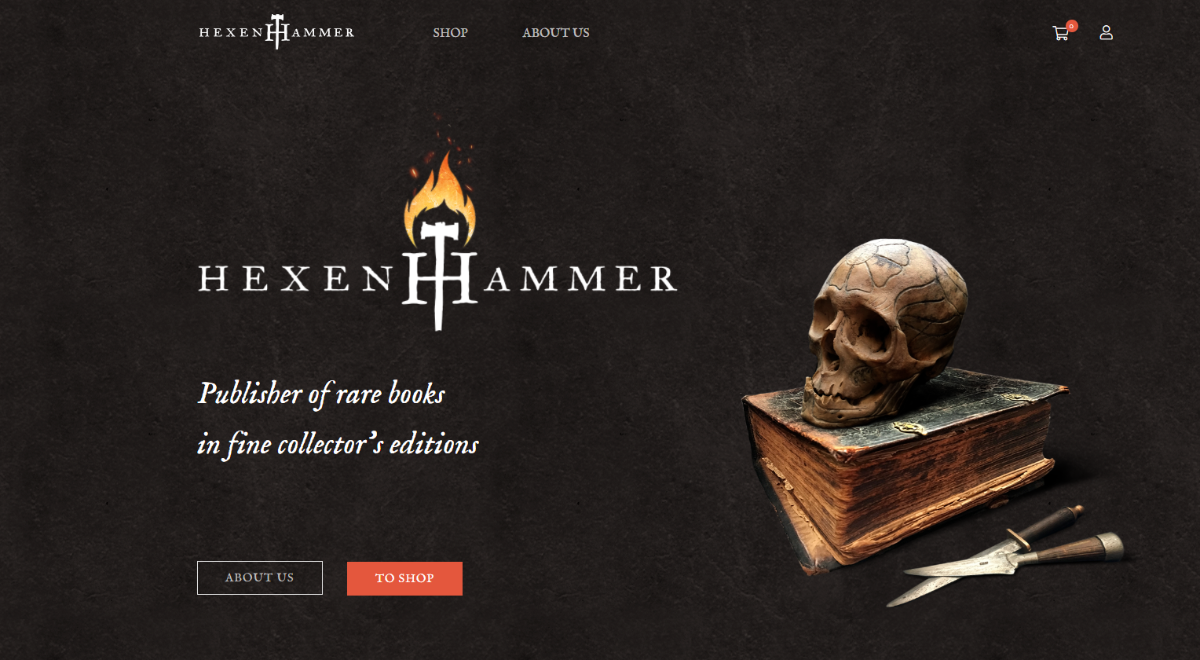 HEXENHAMMER
SHOP
ABOUT US
0
HEXENHAMMER
Publisher of rare books
in fine collector's editions
ABOUT US
TO SHOP